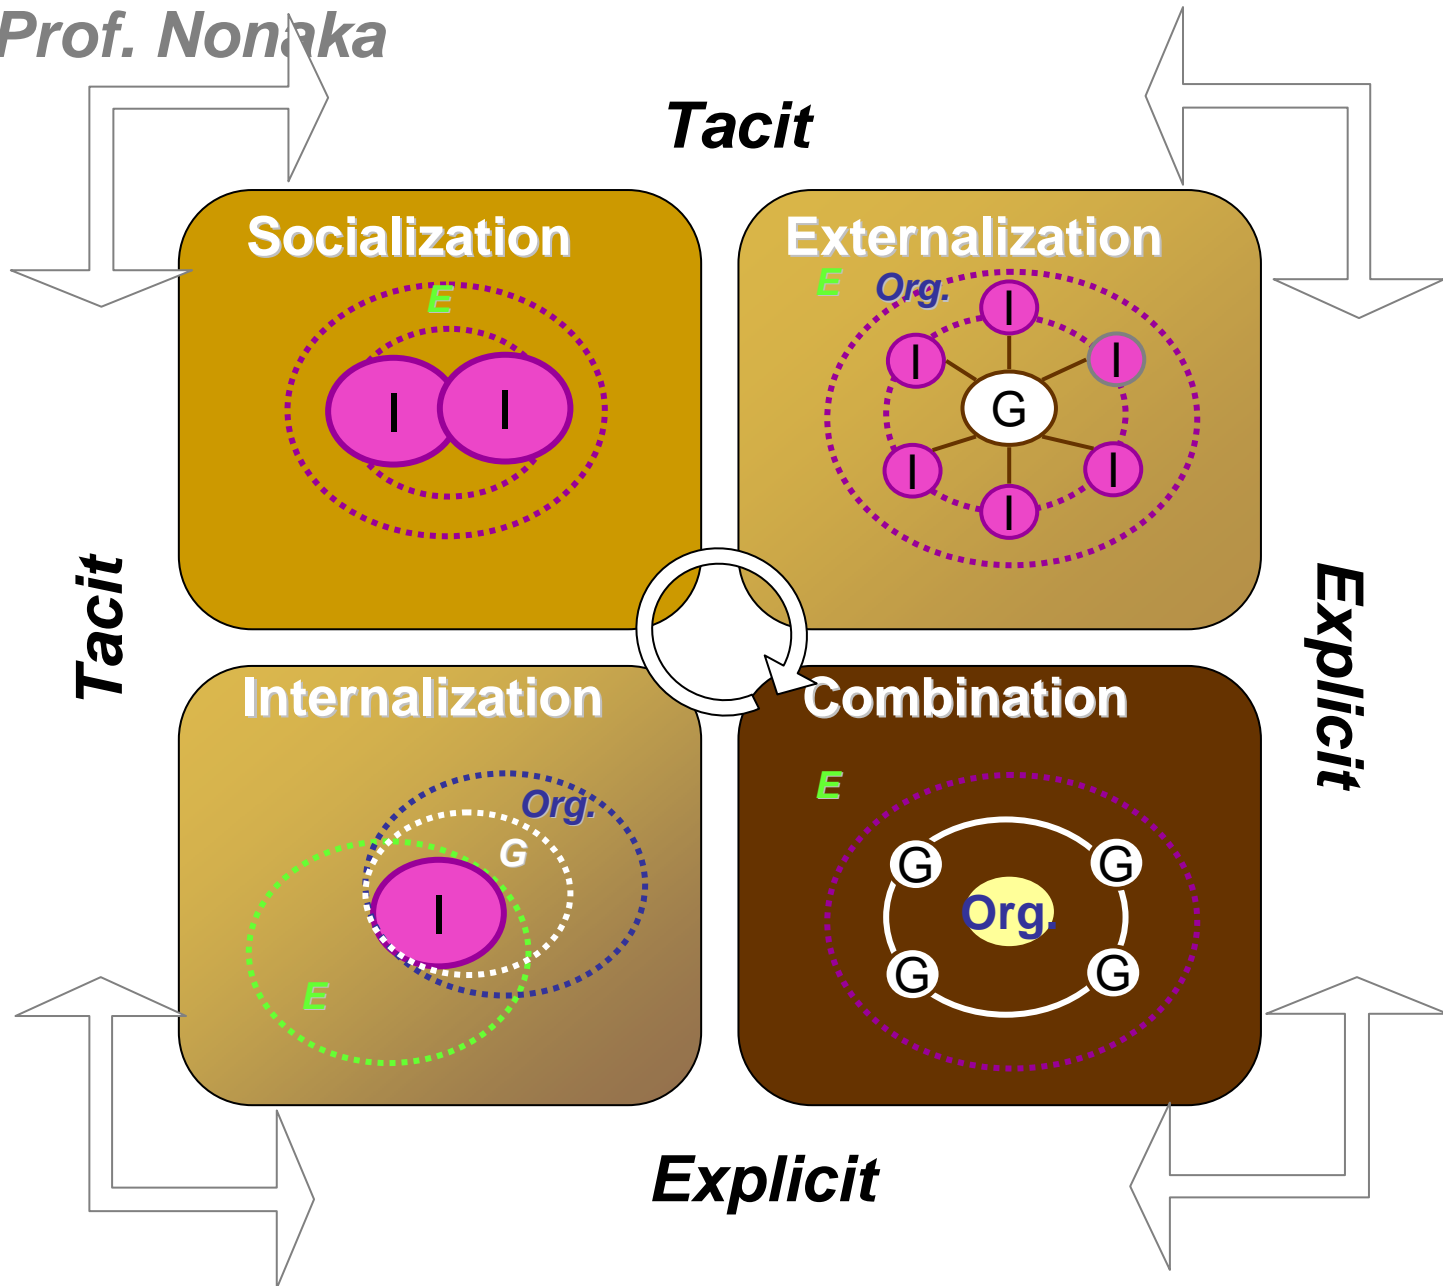 Prof. Nonaka
Tacit
Socialization
E
I
I
Externalization
E
Org.
I
I
I
G
I
I
I
Tacit
Explicit
Internalization
Org.
G
I
E
Combination
E
G
G
Org.
G
G
Explicit